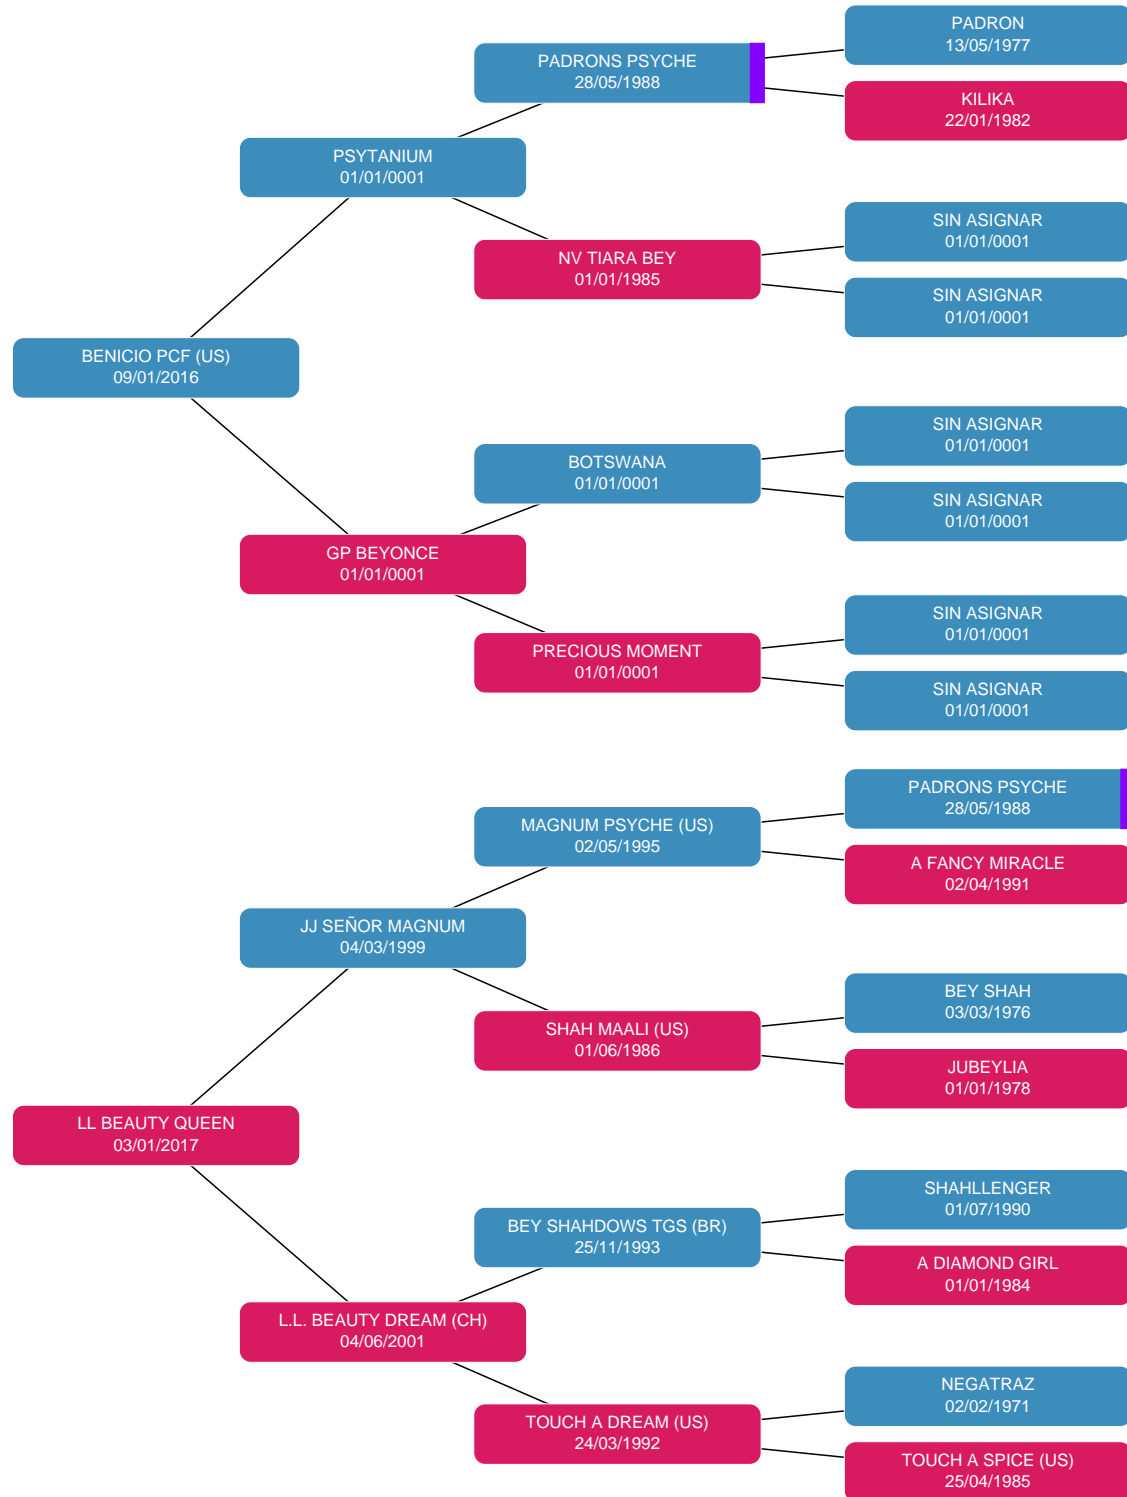 PADRON
13/05/1977
PADRONS PSYCHE
28/05/1988
KILIKA
22/01/1982
PSYTANIUM
01/01/0001
SIN ASIGNAR
01/01/0001
NV TIARA BEY
01/01/1985
SIN ASIGNAR
01/01/0001
BENICIO PCF (US)
09/01/2016
SIN ASIGNAR
01/01/0001
BOTSWANA
01/01/0001
SIN ASIGNAR
01/01/0001
GP BEYONCE
01/01/0001
SIN ASIGNAR
01/01/0001
PRECIOUS MOMENT
01/01/0001
SIN ASIGNAR
01/01/0001
PADRONS PSYCHE
28/05/1988
MAGNUM PSYCHE (US)
02/05/1995
A FANCY MIRACLE
02/04/1991
JJ SEÑOR MAGNUM
04/03/1999
BEY SHAH
03/03/1976
SHAH MAALI (US)
01/06/1986
JUBEYLIA
01/01/1978
LL BEAUTY QUEEN
03/01/2017
SHAHLLENGER
01/07/1990
BEY SHAHDOWS TGS (BR)
25/11/1993
A DIAMOND GIRL
01/01/1984
L.L. BEAUTY DREAM (CH)
04/06/2001
NEGATRAZ
02/02/1971
TOUCH A DREAM (US)
24/03/1992
TOUCH A SPICE (US)
25/04/1985